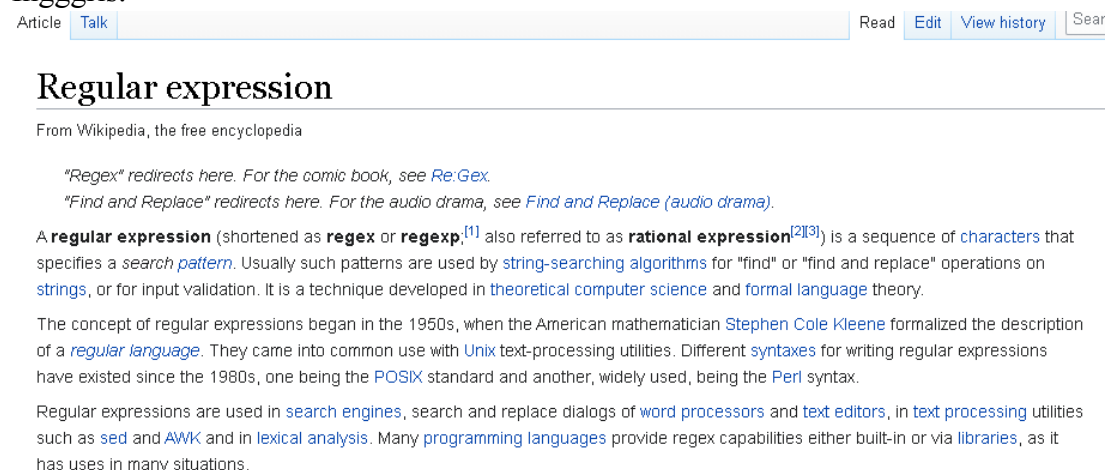 Article Talk Read Edit View history Sear
Regular expression
From Wikipedia, the free encyclopedia
"Regex" redirects here. For the comic book, see Re:Gex.
"Find and Replace" redirects here. For the audio drama, see Find and Replace (audio drama).
A regular expression (shortened as regex or regexp;[1] also referred to as rational expression[2][3]) is a sequence of characters that
specifies a search pattern. Usually such patterns are used by string-searching algorithms for "find" or "find and replace" operations on
strings, or for input validation. It is a technique developed in theoretical computer science and formal language theory.
The concept of regular expressions began in the 1950s, when the American mathematician Stephen Cole Kleene formalized the description
of a regular language. They came into common use with Unix text-processing utilities. Different syntaxes for writing regular expressions
have existed since the 1980s, one being the POSIX standard and another, widely used, being the Perl syntax.
Regular expressions are used in search engines, search and replace dialogs of word processors and text editors, in text processing utilities
such as sed and AWK and in lexical analysis. Many programming languages provide regex capabilities either built-in or via libraries, as it
has uses in many situations.